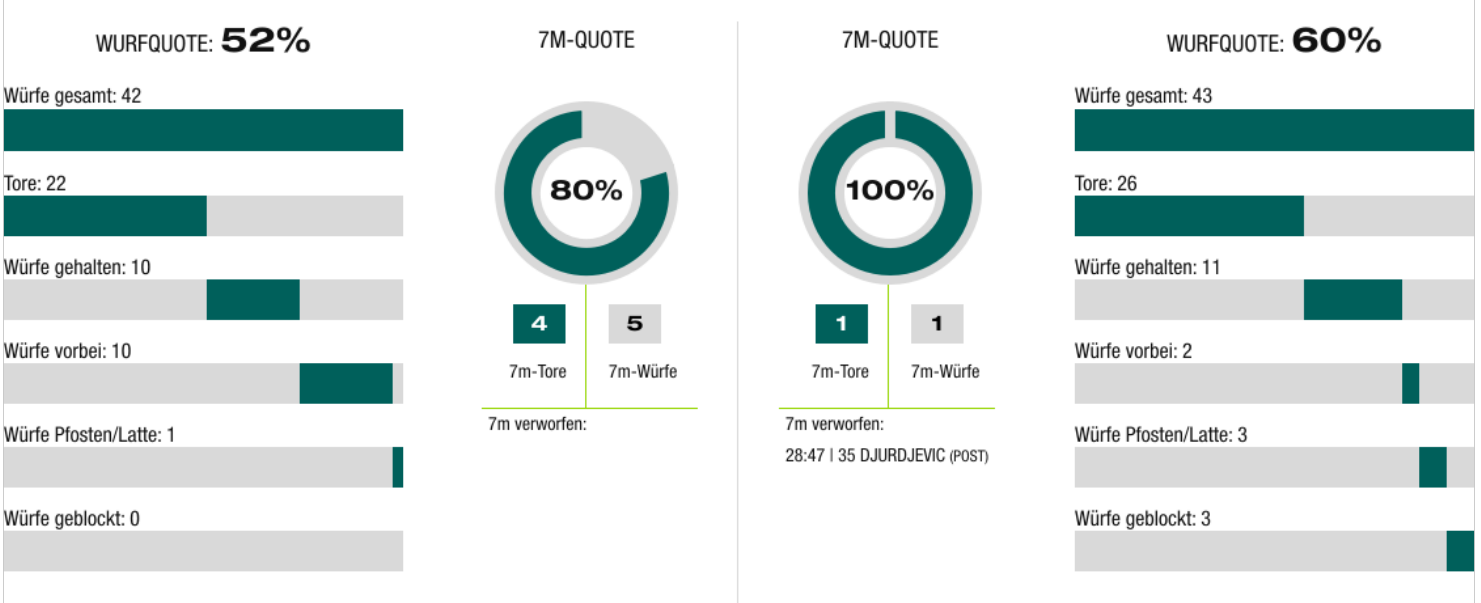 WURFQUOTE: 52%
Würfe gesamt: 42
Tore: 22
Würfe gehalten: 10
Würfe vorbei: 10
Würfe Pfosten/Latte: 1
Würfe geblockt: 0
7M-QUOTE
80%
4 5
7m-Tore 7m-Würfe
7m verworfen:
7M-QUOTE
100%
1 1
7m-Tore 7m-Würfe
7m verworfen:
28:47 | 35 DJURDJEVIC (POST)
WURFQUOTE: 60%
Würfe gesamt: 43
Tore: 26
Würfe gehalten: 11
Würfe vorbei: 2
Würfe Pfosten/Latte: 3
Würfe geblockt: 3